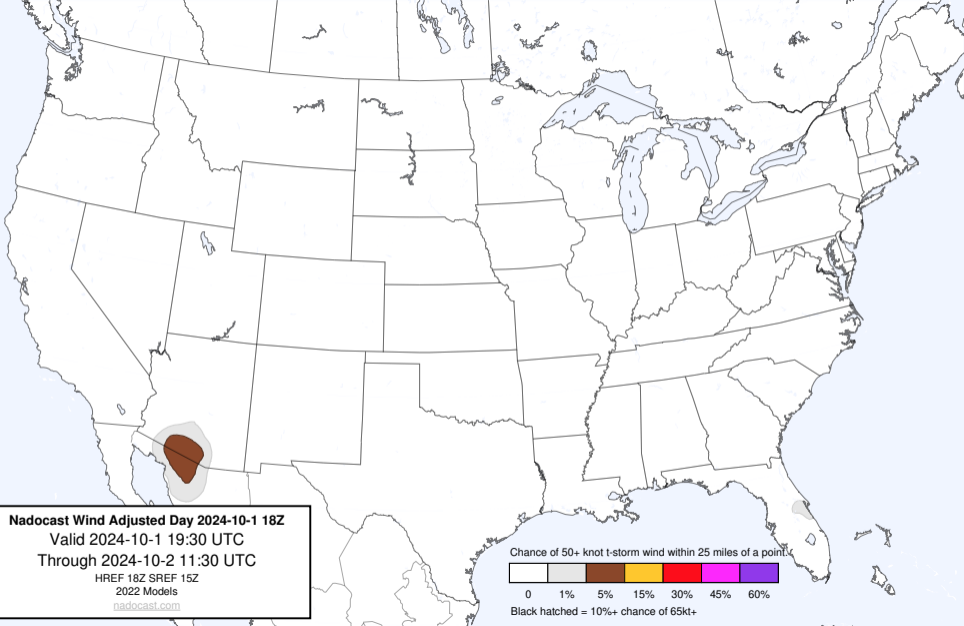 Nadocast Wind Adjusted Day 2024-10-1 18Z
Valid 2024-10-1 19:30 UTC
Through 2024-10-2 11:30 UTC
HREF 18Z SREF 15Z
2022 Models
nadocast.com
Chance of 50+ knot t-storm wind within 25 miles of a point.
0 1% 5% 15% 30% 45% 60%
Black hatched = 10%+ chance of 65kt+